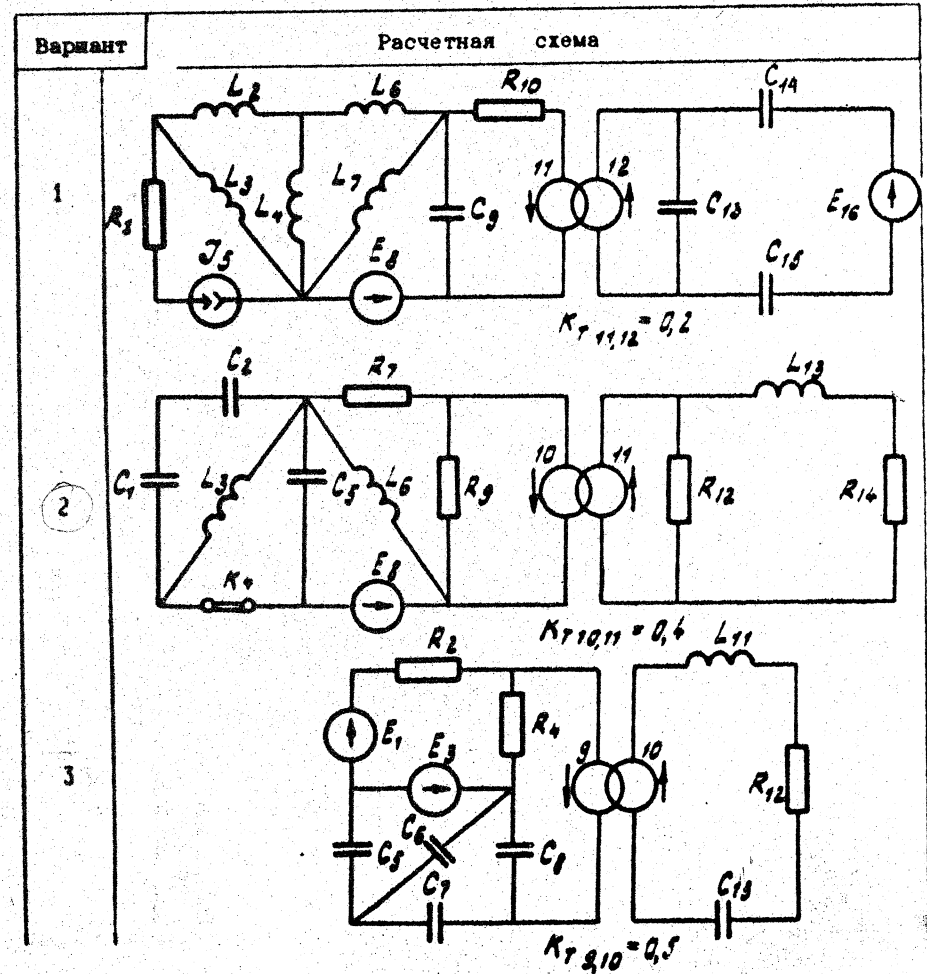 Вариант Расчетная схема
1
L2 L6 R10 C14
R1 L3 L4 L7 C9 11 12 C13 E16
J5 E8 C15
Kт 11,12 = 0,2
2
C2 R7 L13
C1 L3 C5 L6 R9 10 11 R12 R14
K4 E8
Kт 10,11 = 0,4
3
R2 L11
E1 E3 R4 9 10 R12
C5 C6 C7 C8 C13
Kт 9,10 = 0,5